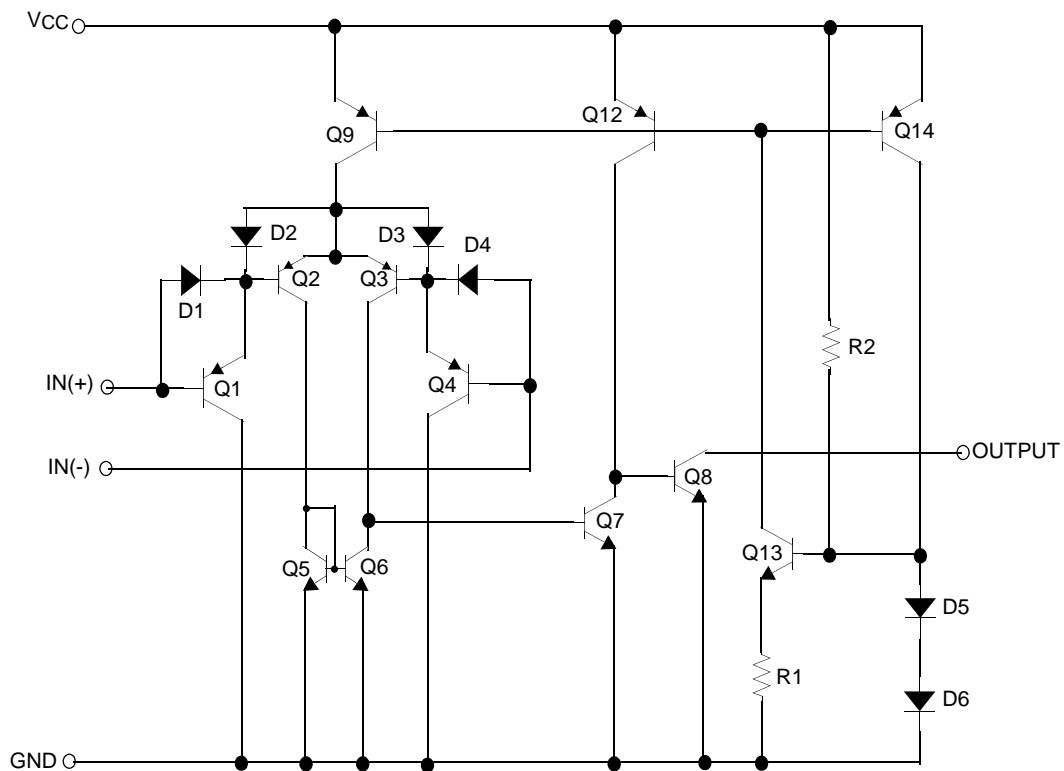 VCC
Q9
Q12
Q14
D2
D3
D4
Q2
Q3
D1
R2
IN(+)
Q1
Q4
IN(-)
OUTPUT
Q8
Q7
Q13
Q5
Q6
D5
R1
D6
GND